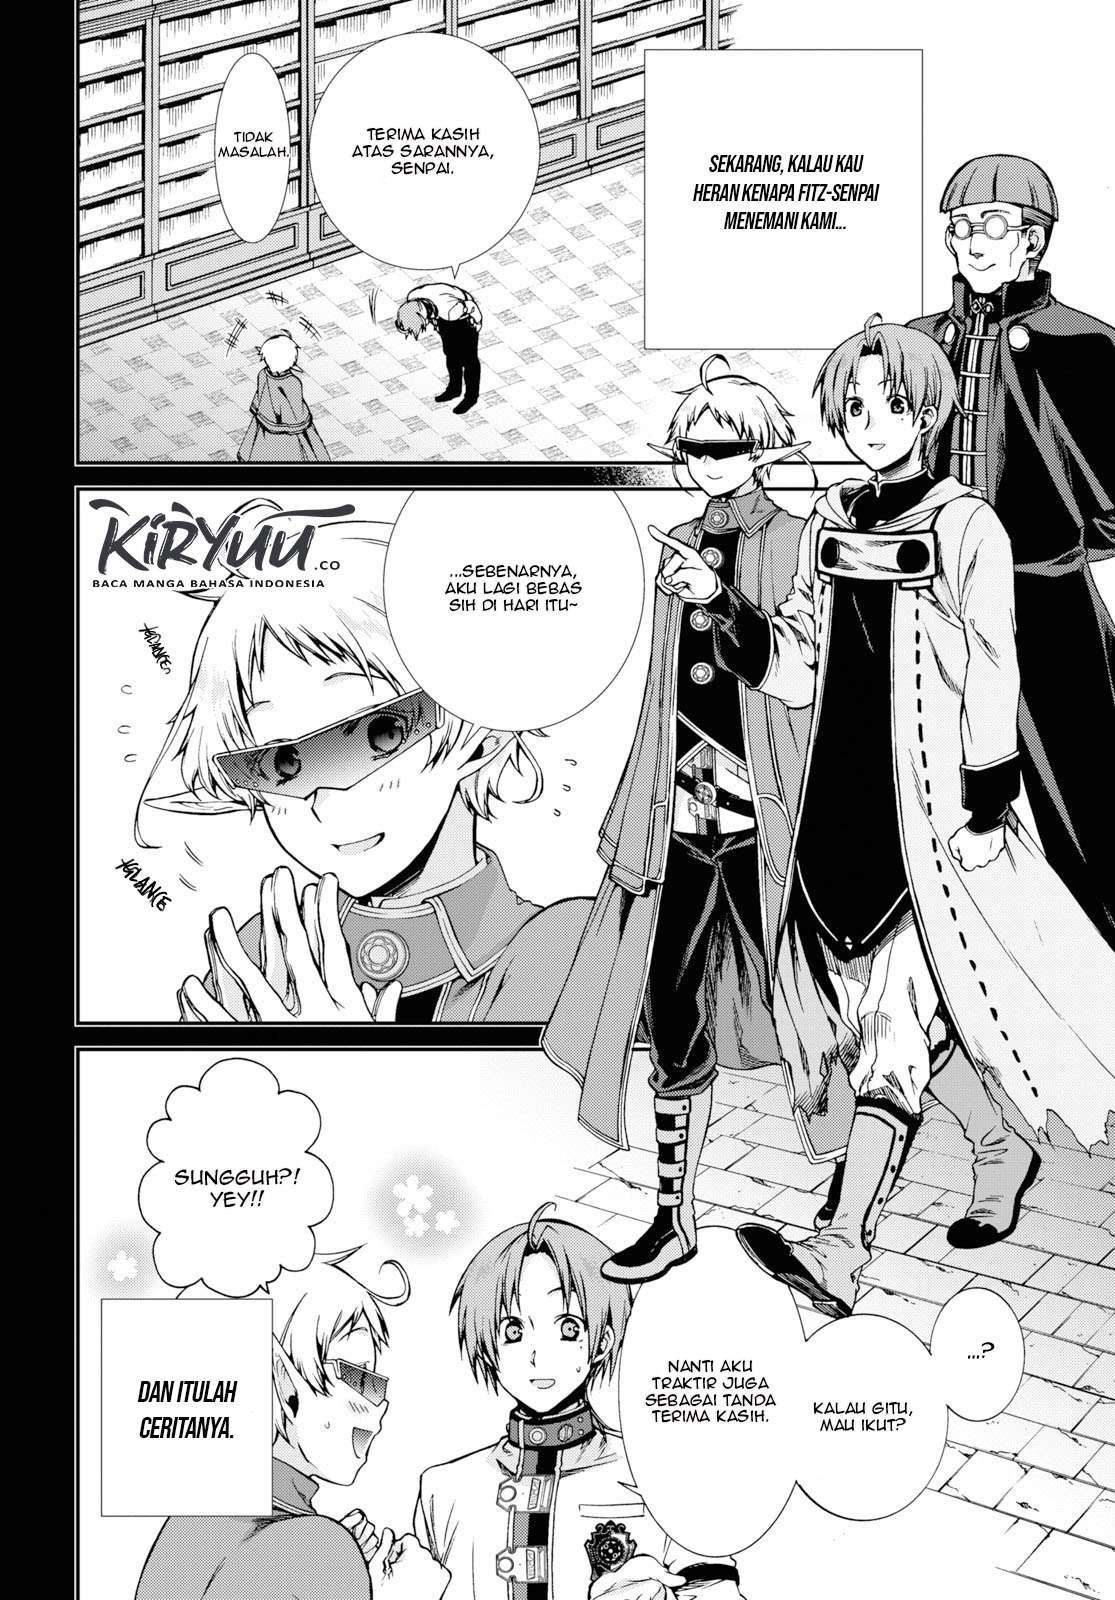 SEKARANG, KALAU KAU
HERAN KENAPA FITZ-SENPAI
MENEMANI KAMI...
TERIMA KASIH
ATAS SARANNYA,
SENPAI.
TIDAK
MASALAH.
KIRYUU.CO
BACA MANGA BAHASA INDONESIA
...SEBENARNYA,
AKU LAGI BEBAS
SIH DI HARI ITU~
GLANCE
GLANCE
...?
KALAU GITU,
MAU IKUT?
NANTI AKU
TRAKTIR JUGA
SEBAGAI TANDA
TERIMA KASIH.
SUNGGUH?!
YEY!!
DAN ITULAH
CERITANYA.